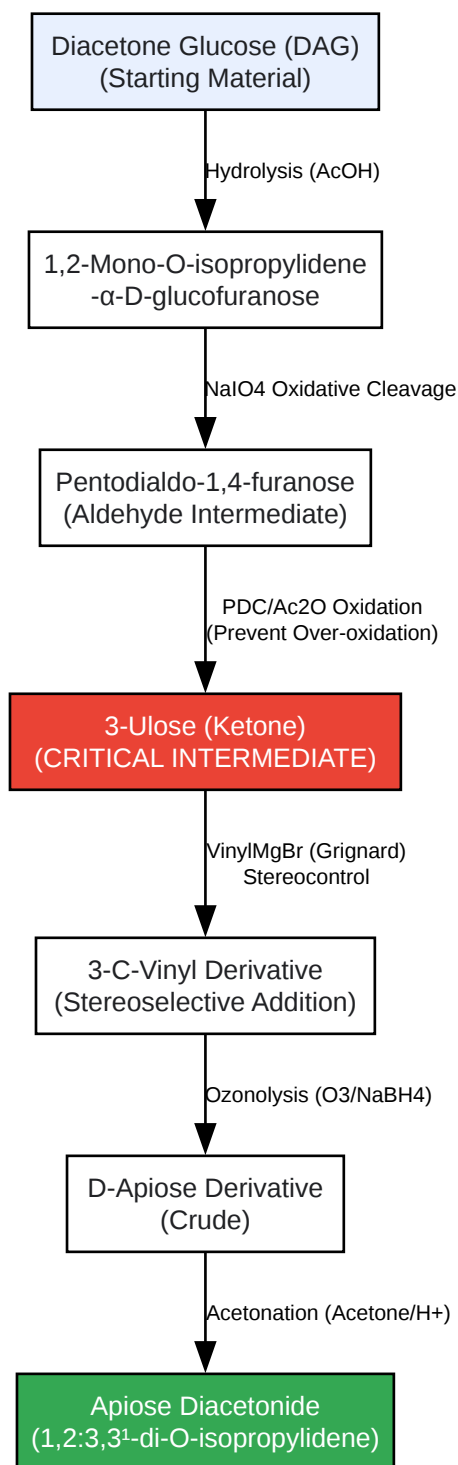 Diacetone Glucose (DAG)
(Starting Material)
Hydrolysis (AcOH)
1,2-Mono-O-isopropylidene
-α-D-glucofuranose
NaIO4 Oxidative Cleavage
Pentodialdo-1,4-furanose
(Aldehyde Intermediate)
PDC/Ac2O Oxidation
(Prevent Over-oxidation)
3-Ulose (Ketone)
(CRITICAL INTERMEDIATE)
VinylMgBr (Grignard)
Stereocontrol
3-C-Vinyl Derivative
(Stereoselective Addition)
Ozonolysis (O3/NaBH4)
D-Apiose Derivative
(Crude)
Acetonation (Acetone/H+)
Apiose Diacetonide
(1,2:3,3¹-di-O-isopropylidene)